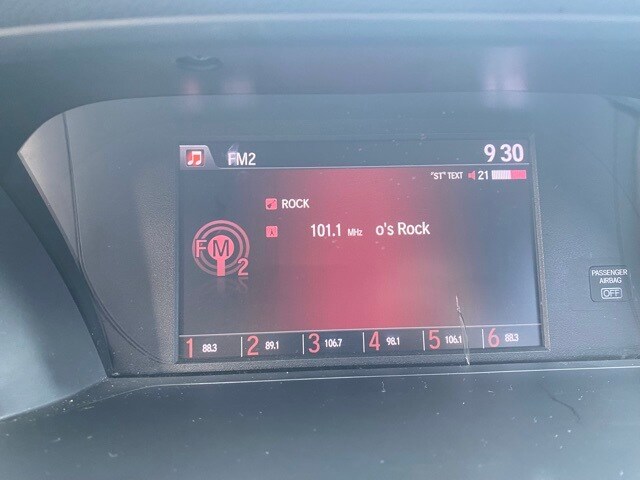 FM2
9 30
"ST" TEXT 21
ROCK
101.1 MHz o's Rock
FM 2
PASSENGER
AIRBAG
OFF
1 88.3 2 89.1 3 106.7 4 98.1 5 106.1 6 88.3